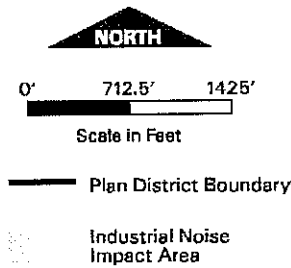 NORTH
0' 712.5' 1425'
Scale in Feet
Plan District Boundary
Industrial Noise
Impact Area